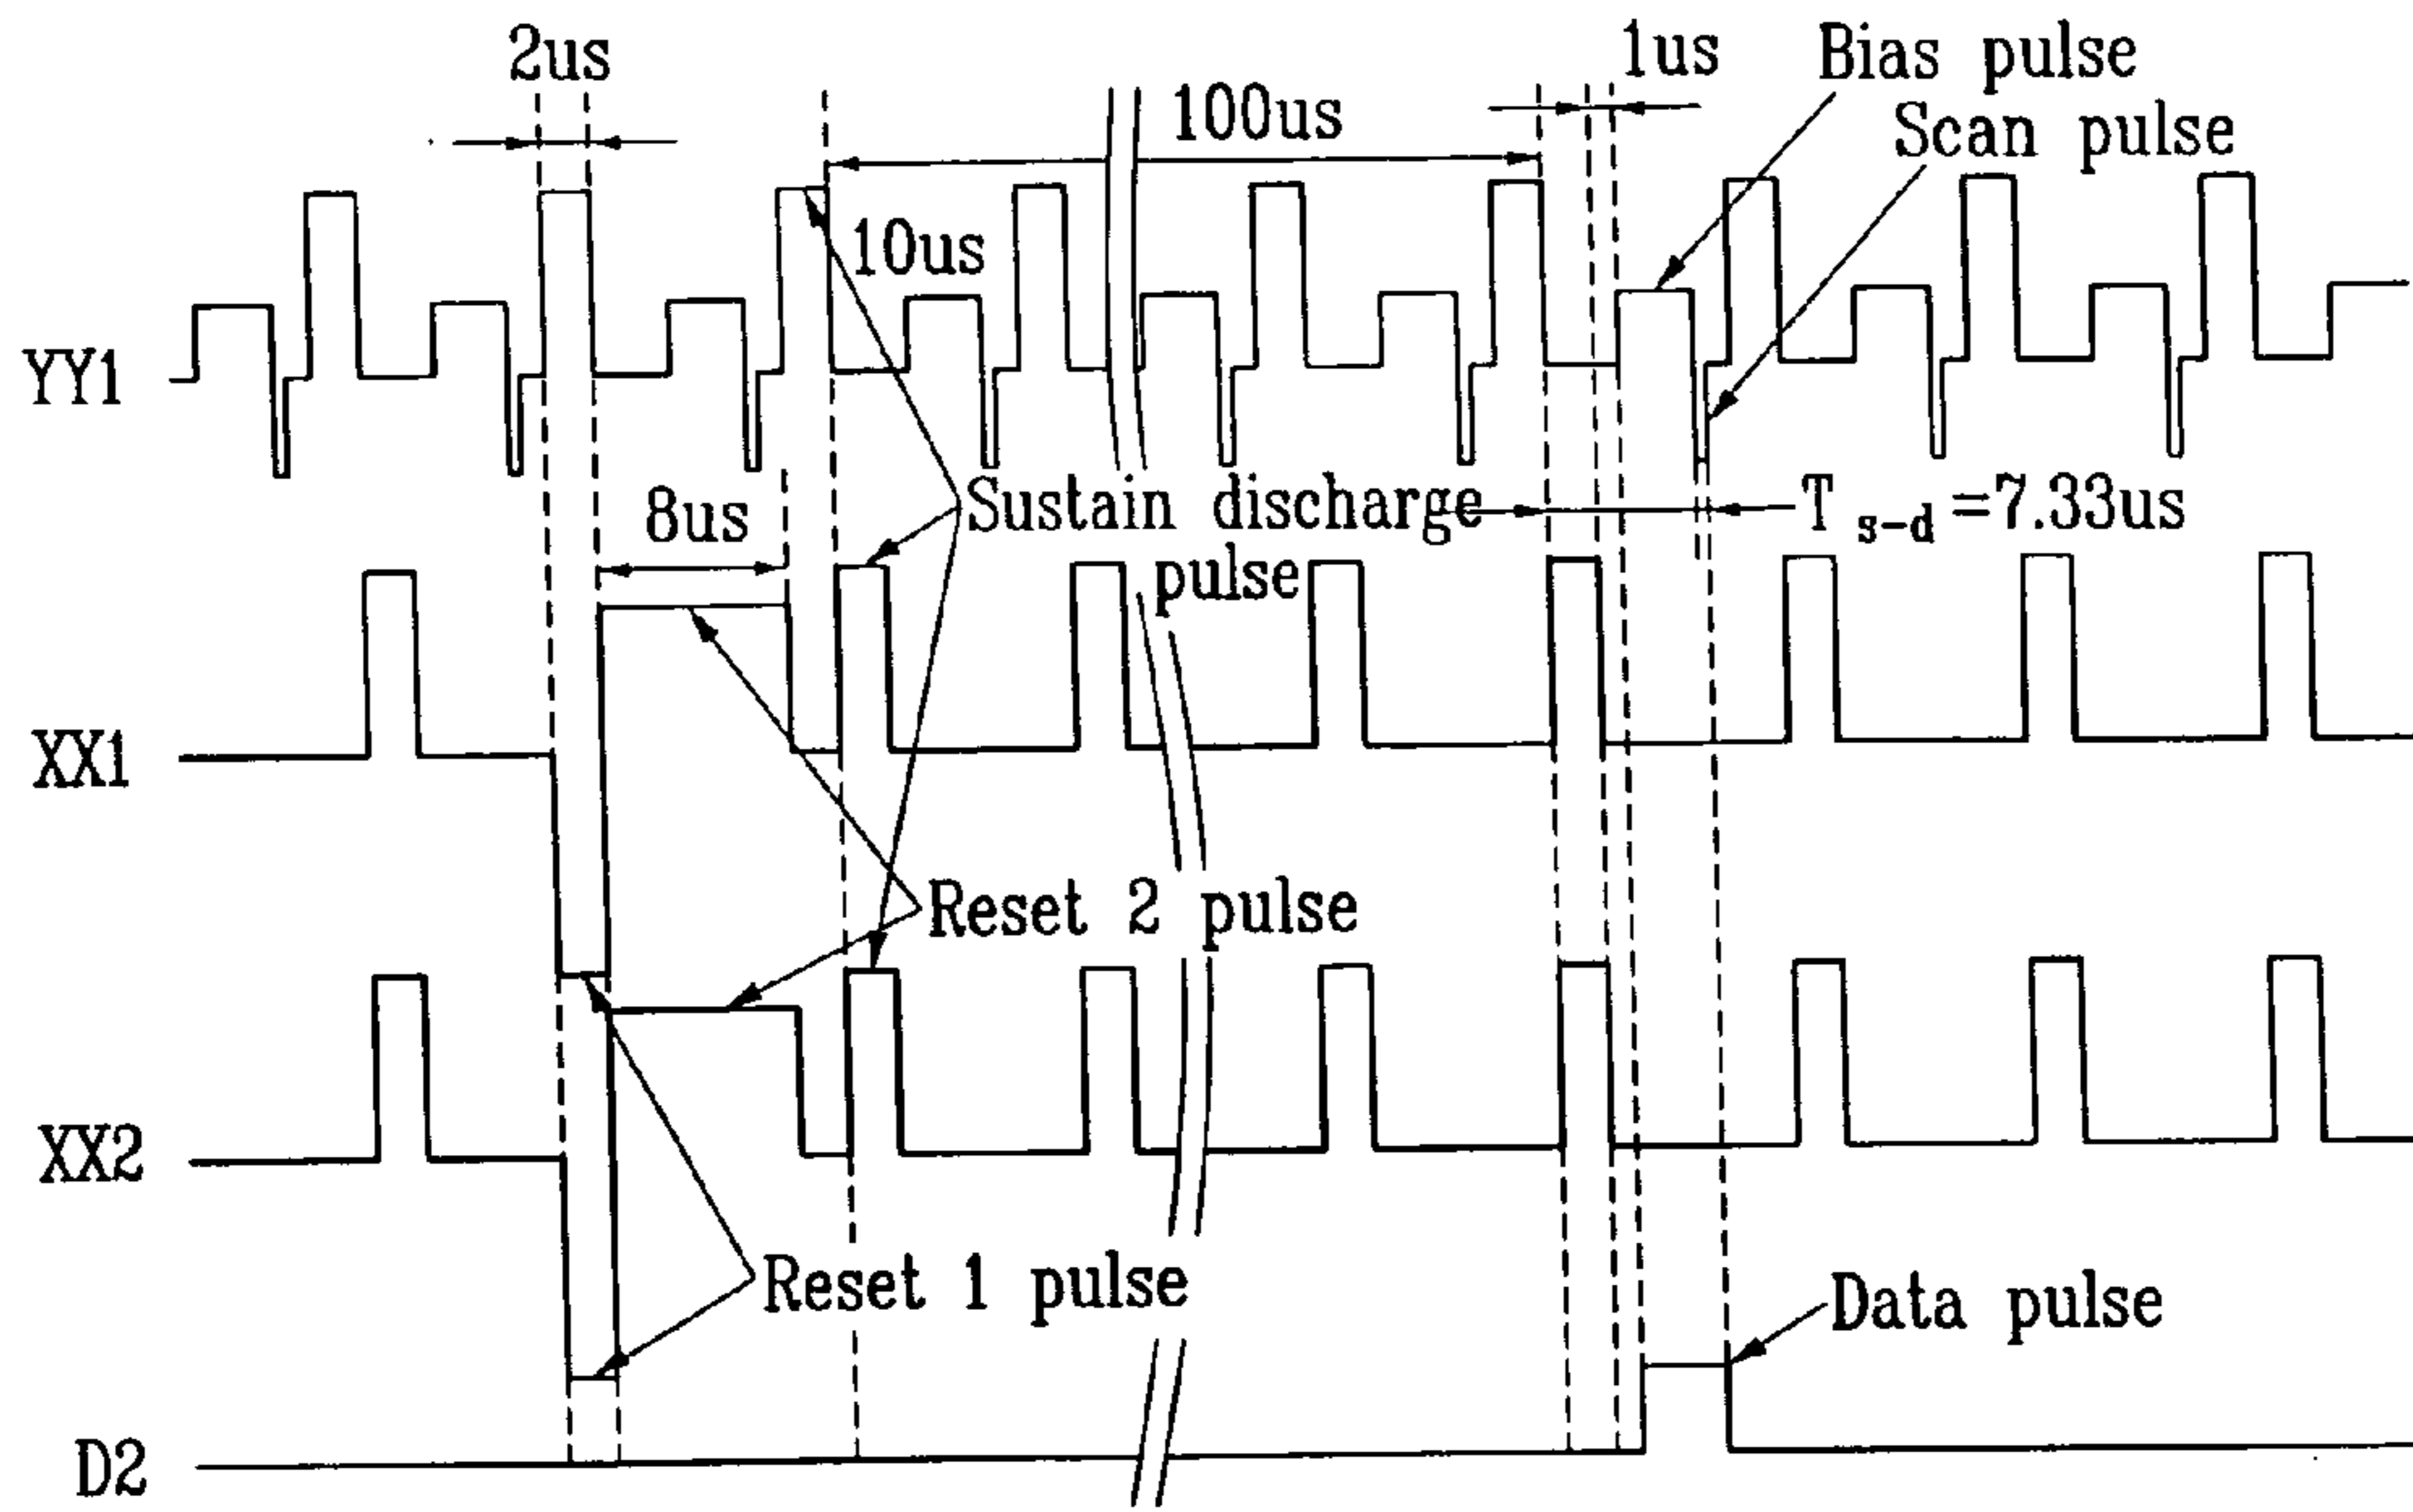 2us
1us
Bias pulse
100us
Scan pulse
10us
YY1
Sustain discharge
pulse
8us
T s-d =7.33us
XX1
Reset 2 pulse
XX2
Reset 1 pulse
Data pulse
D2